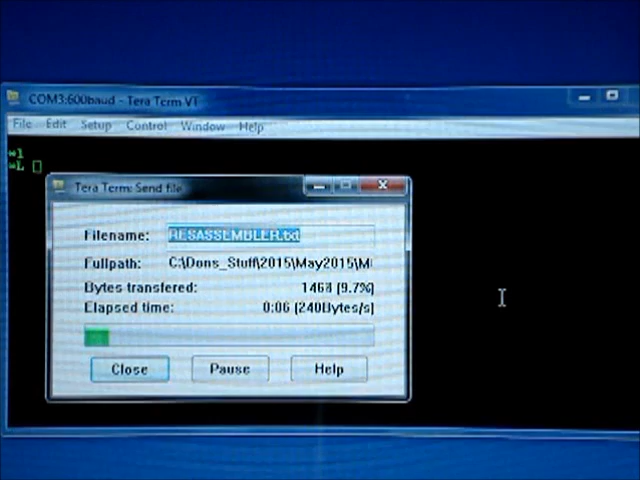 COM3:600baud - Tera Term VT
File Edit Setup Control Window Help
*l
*L
Tera Term: Send file
Filename: RESASSEMBLER.txt
Fullpath: C:\Dons_Stuff\2015\May2015\M
Bytes transfered: 1468 (9.7%)
Elapsed time: 0:06 (240Bytes/s)
Close Pause Help